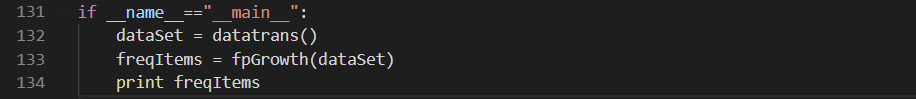 131 if __name__=="__main__":
132     dataSet = datatrans()
133     freqItems = fpGrowth(dataSet)
134     print freqItems